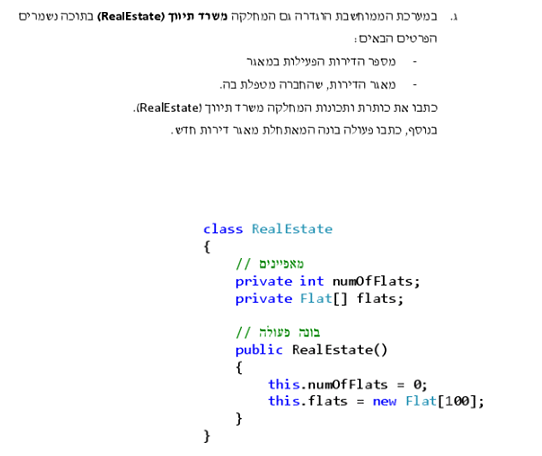 ג. במערכת הממוחשבת הוגדרה גם המחלקה משרד תיווך (RealEstate) בתוכה נשמרים
הפרטים הבאים:
- מספר הדירות הפעילות במאגר
- מאגר הדירות, שהחברה מטפלת בה.
כתבו את כותרת ותכונות המחלקה משרד תיווך (RealEstate).
בנוסף, כתבו פעולה בונה המאתחלת מאגר דירות חדש.
class RealEstate
{
// מאפיינים
private int numOfFlats;
private Flat[] flats;
// בונה פעולה
public RealEstate()
{
this.numOfFlats = 0;
this.flats = new Flat[100];
}
}